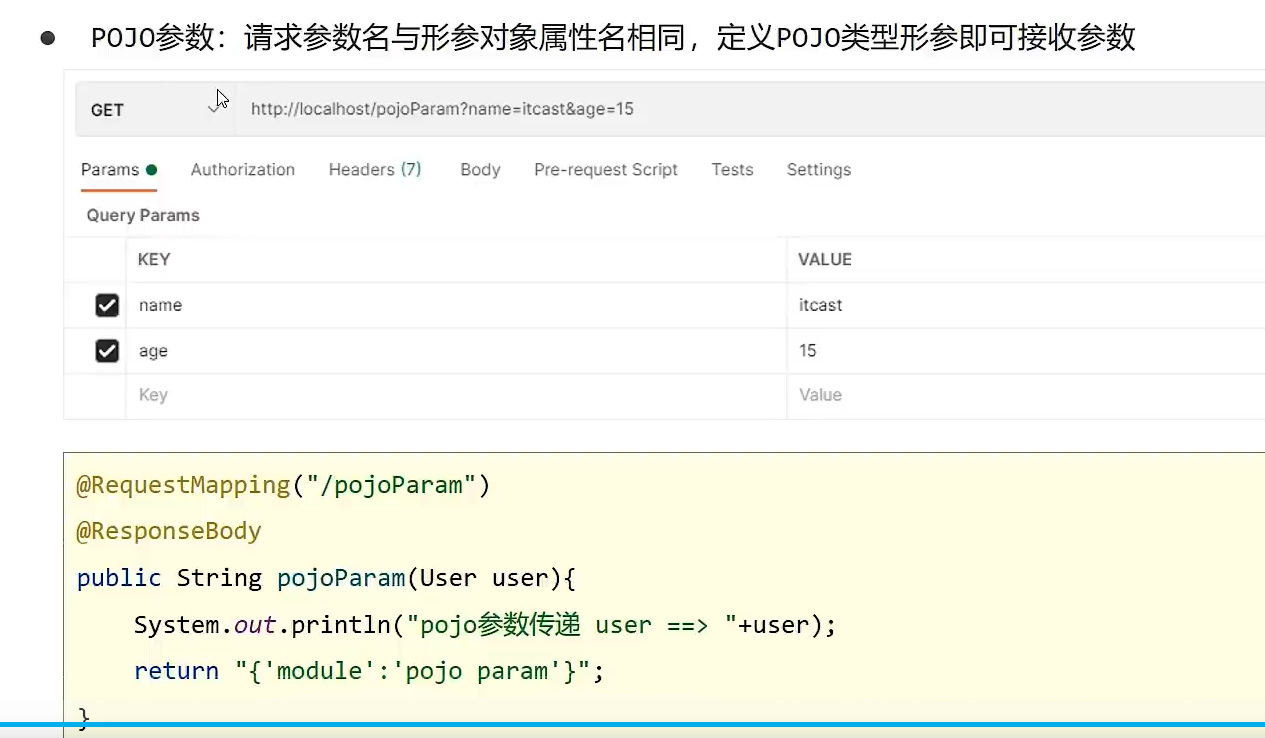 ● POJO参数：请求参数名与形参对象属性名相同，定义POJO类型形参即可接收参数
GET http://localhost/pojoParam?name=itcast&age=15
Params Authorization Headers (7) Body Pre-request Script Tests Settings
Query Params
KEY VALUE
name itcast
age 15
Key Value
@RequestMapping("/pojoParam")
@ResponseBody
public String pojoParam(User user){
    System.out.println("pojo参数传递 user ==> "+user);
    return "{'module':'pojo param'}";
}